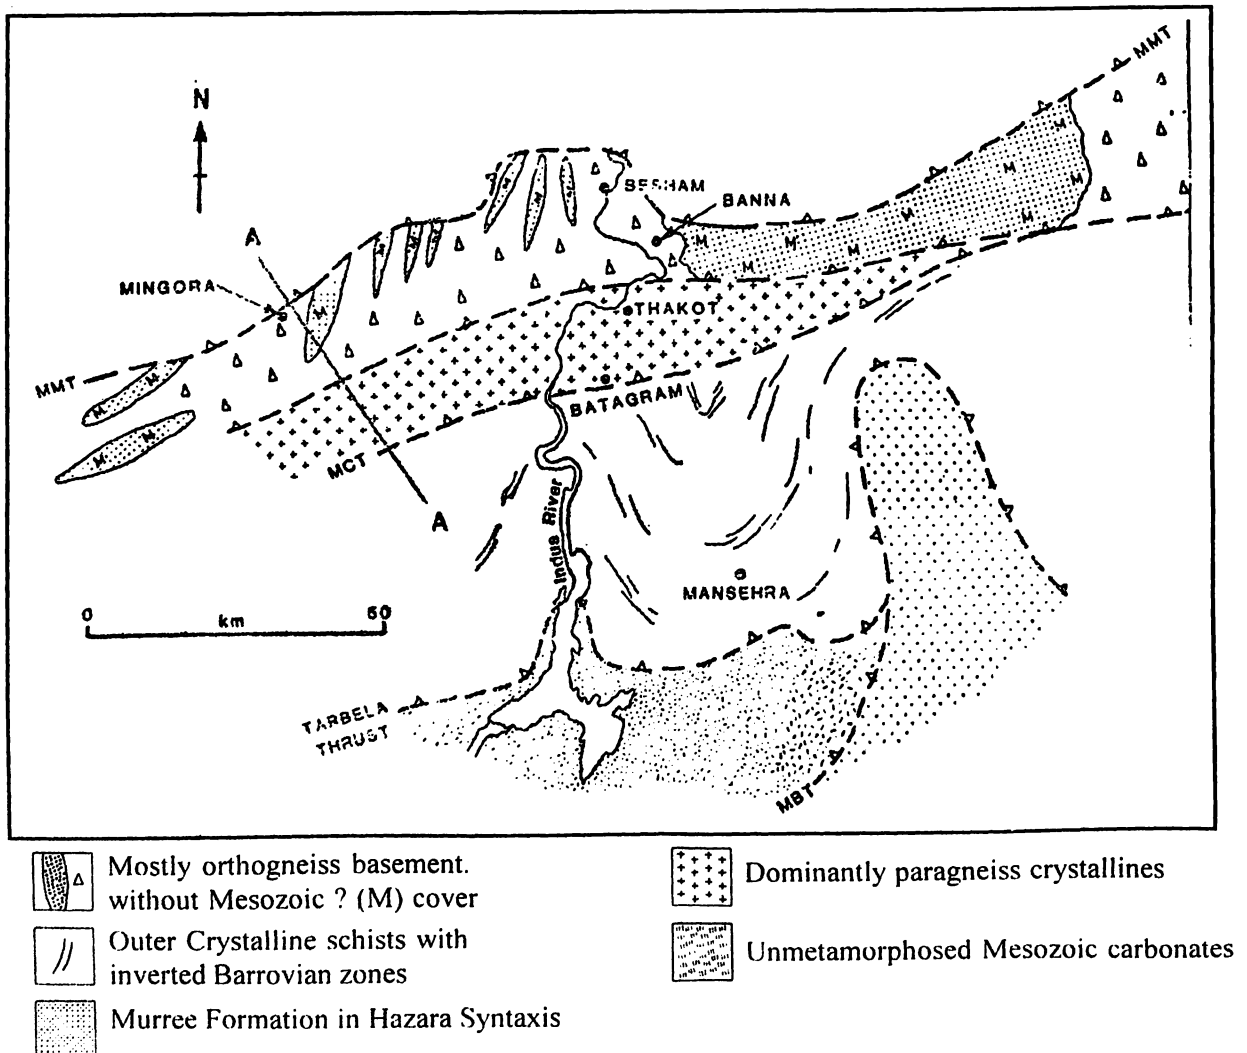 MMT
N
BESHAM
BANNA
A
MINGORA
THAKOT
MMT
BATAGRAM
MCT
A
Indus River
MANSEHRA
0 50
km
TARBELA
THRUST
MBT
M M M M M M M M
M M M M M M M M
Mostly orthogneiss basement.
without Mesozoic ? (M) cover
Outer Crystalline schists with
inverted Barrovian zones
Murree Formation in Hazara Syntaxis
Dominantly paragneiss crystallines
Unmetamorphosed Mesozoic carbonates